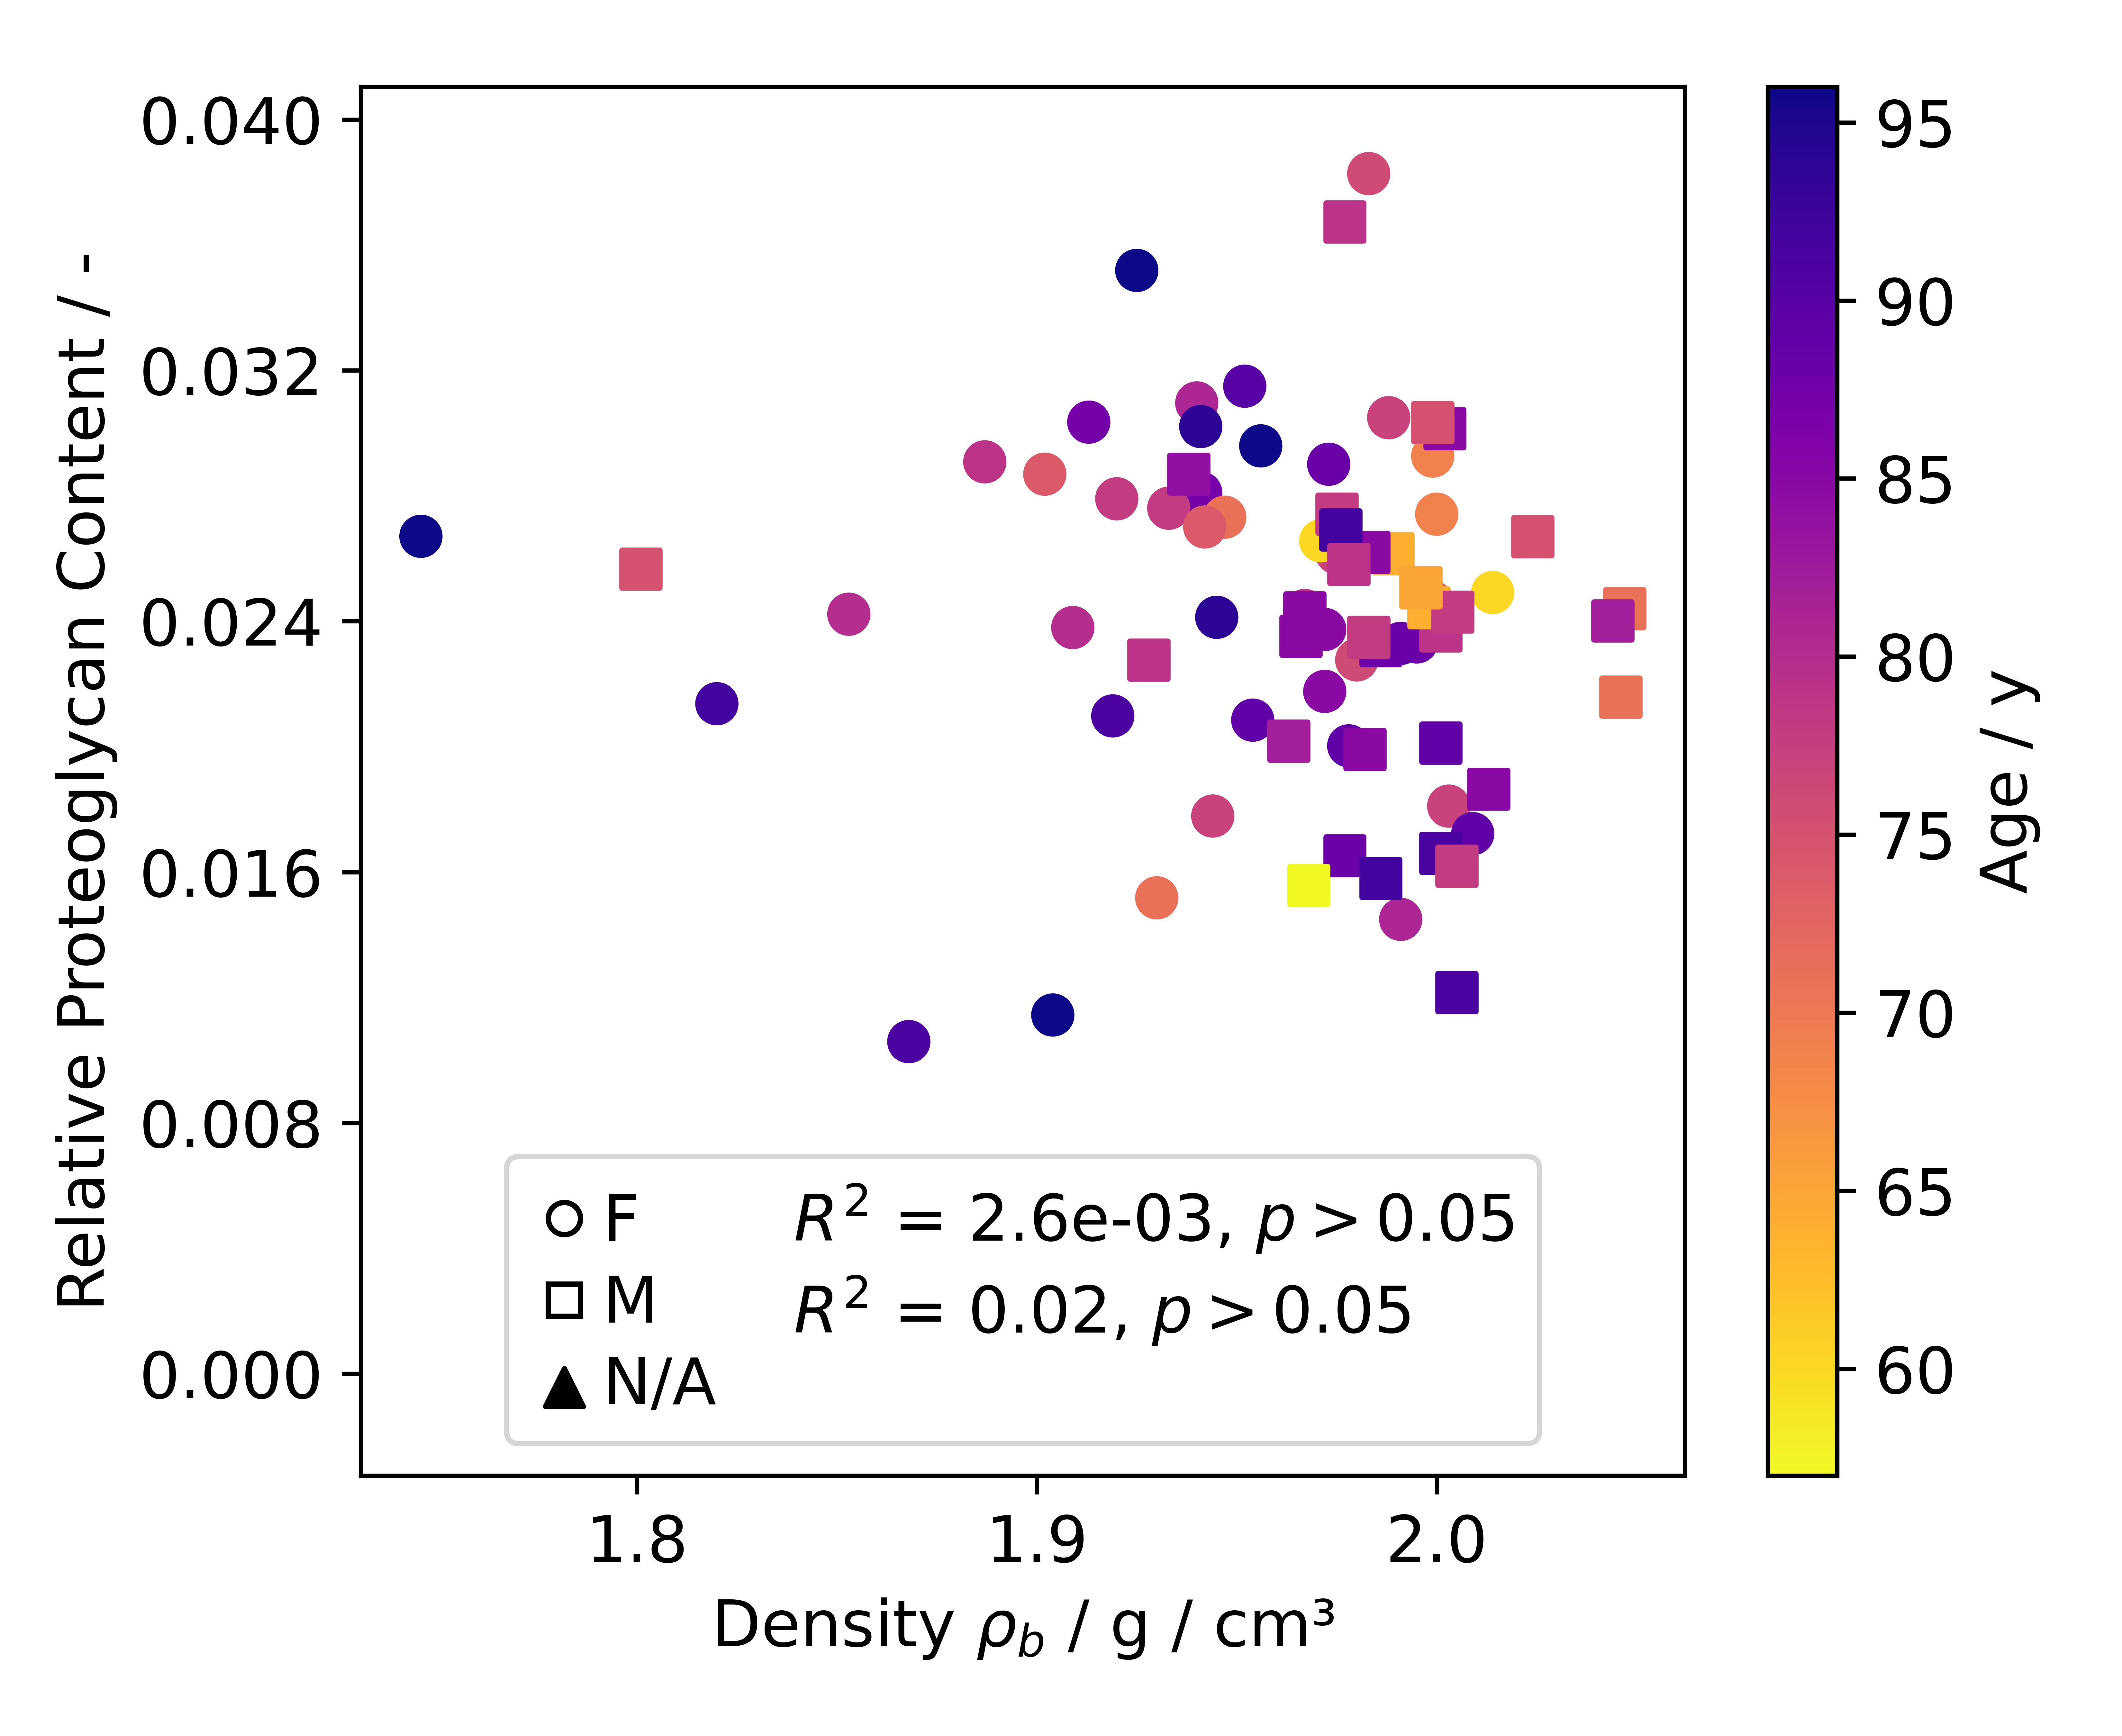 Relative Proteoglycan Content / -
0.040
0.032
0.024
0.016
0.008
0.000
F R² = 2.6e-03, p > 0.05
M R² = 0.02, p > 0.05
N/A
1.8 1.9 2.0
Density ρ_b / g / cm³
95
90
85
80
75
70
65
60
Age / y